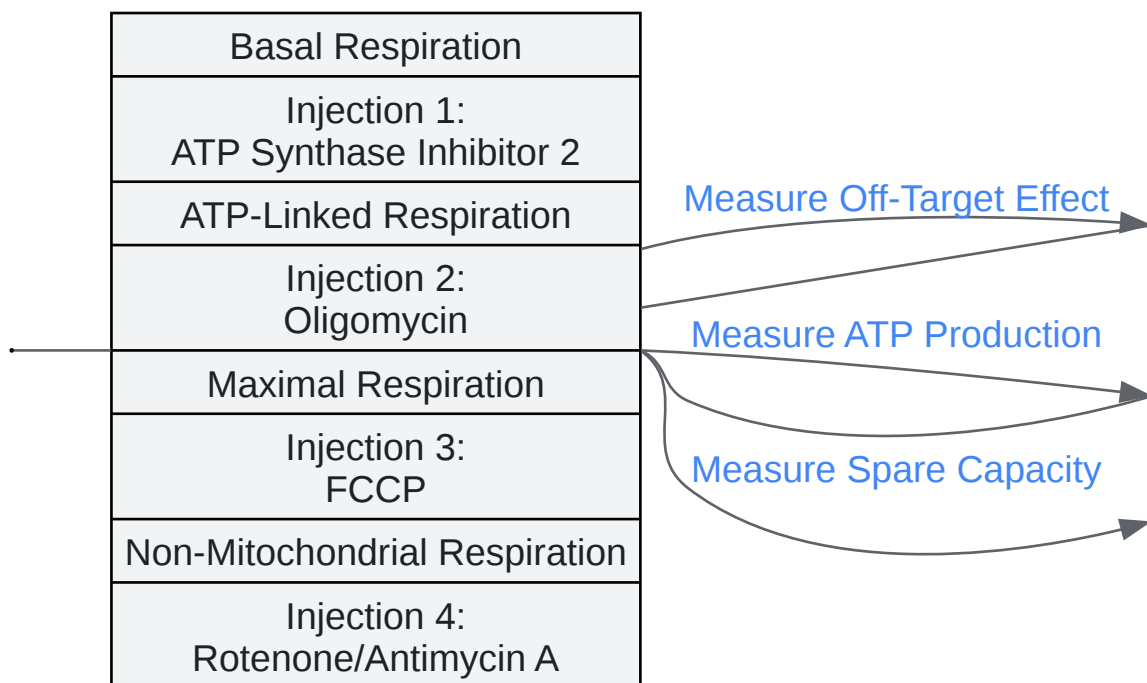 Basal Respiration
Injection 1:
ATP Synthase Inhibitor 2
ATP-Linked Respiration
Injection 2:
Oligomycin
Maximal Respiration
Injection 3:
FCCP
Non-Mitochondrial Respiration
Injection 4:
Rotenone/Antimycin A
Measure Off-Target Effect
Measure ATP Production
Measure Spare Capacity